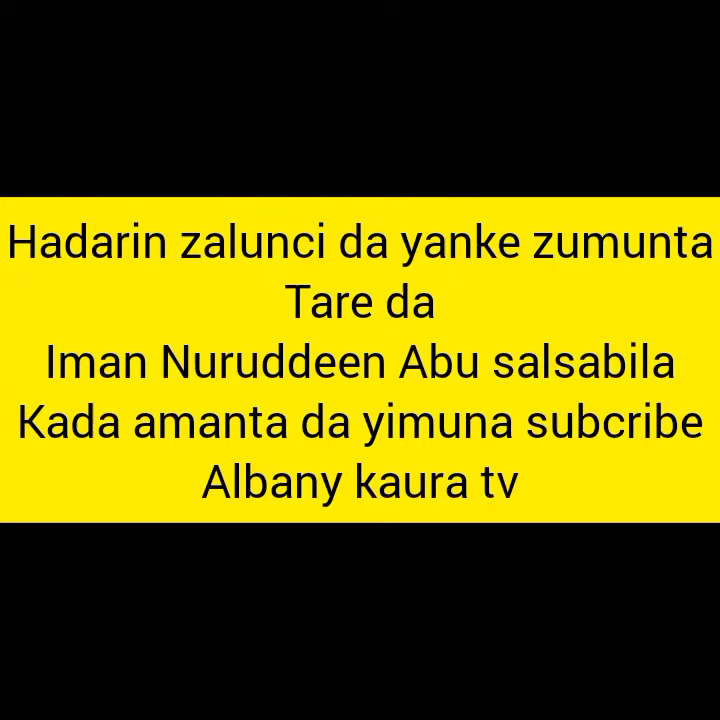 Hadarin zalunci da yanke zumunta
Tare da
Iman Nuruddeen Abu salsabila
Kada amanta da yimuna subcribe
Albany kaura tv